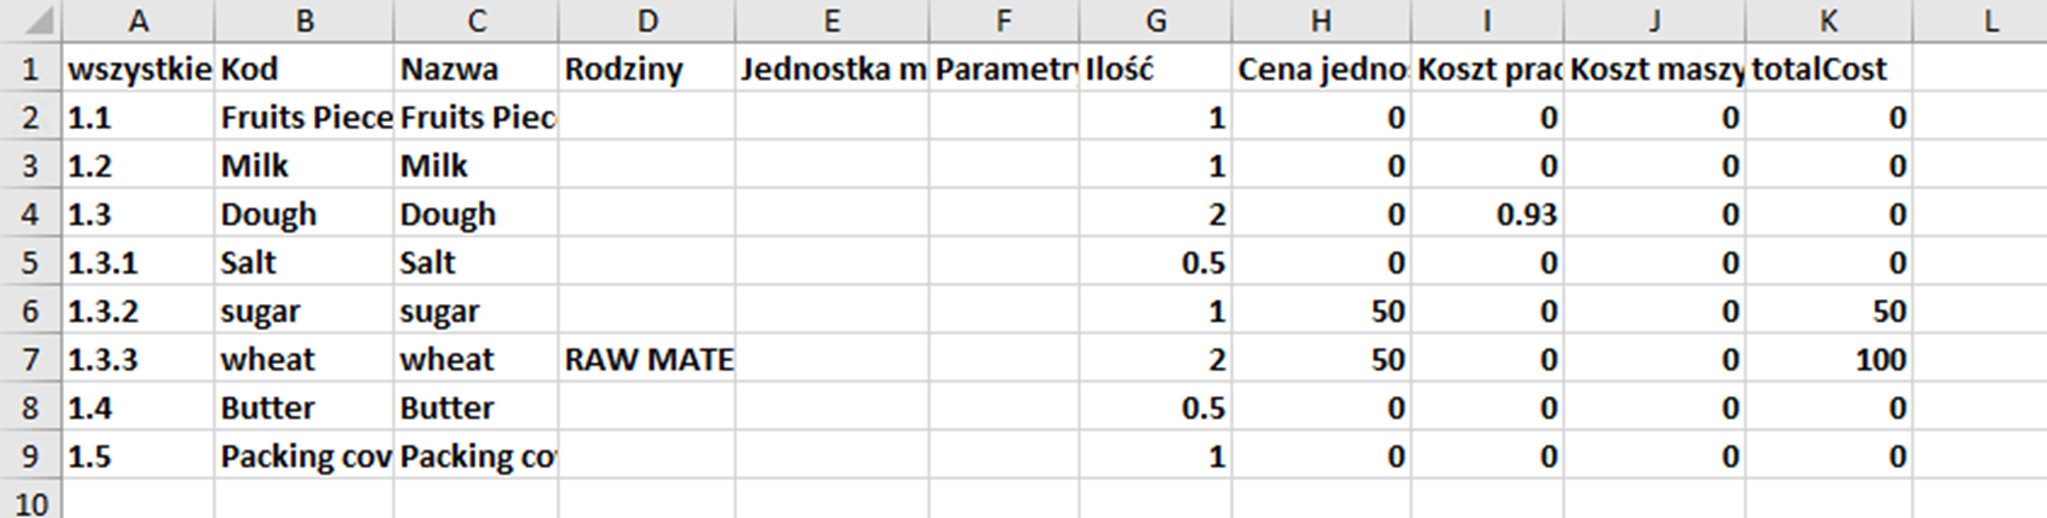 A B C D E F G H I J K L
1 wszystkie Kod Nazwa Rodziny Jednostka m Parametry Ilość Cena jedno Koszt prac Koszt maszy totalCost
2 1.1 Fruits Piece Fruits Piec 1 0 0 0 0
3 1.2 Milk Milk 1 0 0 0 0
4 1.3 Dough Dough 2 0 0.93 0 0
5 1.3.1 Salt Salt 0.5 0 0 0 0
6 1.3.2 sugar sugar 1 50 0 0 50
7 1.3.3 wheat wheat RAW MATE 2 50 0 0 100
8 1.4 Butter Butter 0.5 0 0 0 0
9 1.5 Packing cov Packing cov 1 0 0 0 0
10